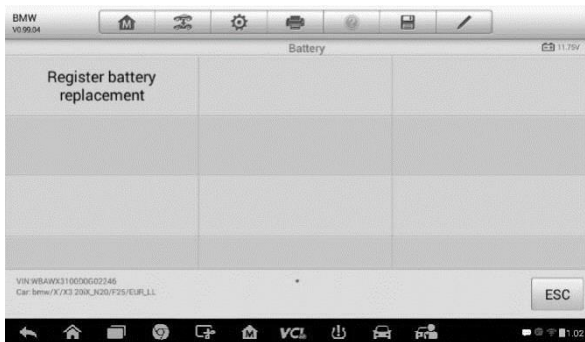 BMW
V0.99.04
Battery
11.75V
Register battery
replacement
VIN:WBAWX310000G02246
Car: bmw/X'/X3 20iX_N20/F25/EUR_LL
ESC
VCI
1.02